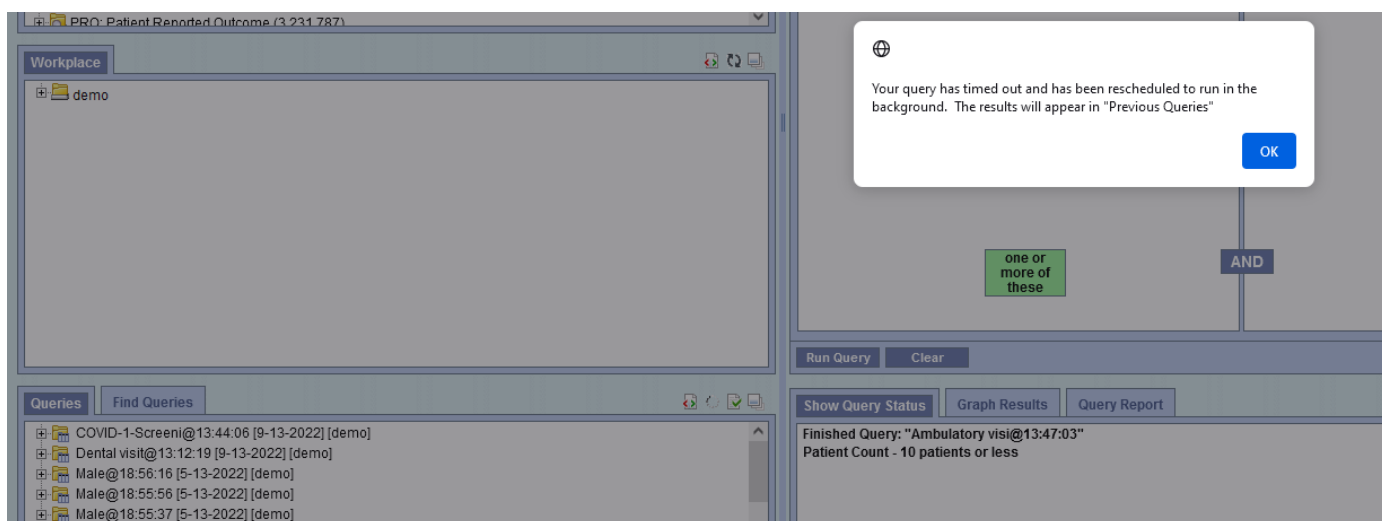 PRO: Patient Reported Outcome (3,231,787)
Workplace
demo
Queries
Find Queries
COVID-1-Screeni@13:44:06 [9-13-2022] [demo]
Dental visit@13:12:19 [9-13-2022] [demo]
Male@18:56:16 [5-13-2022] [demo]
Male@18:55:56 [5-13-2022] [demo]
Male@18:55:37 [5-13-2022] [demo]
Your query has timed out and has been rescheduled to run in the
background.  The results will appear in "Previous Queries"
OK
one or
more of
these
AND
Run Query
Clear
Show Query Status
Graph Results
Query Report
Finished Query: "Ambulatory visi@13:47:03"
Patient Count - 10 patients or less